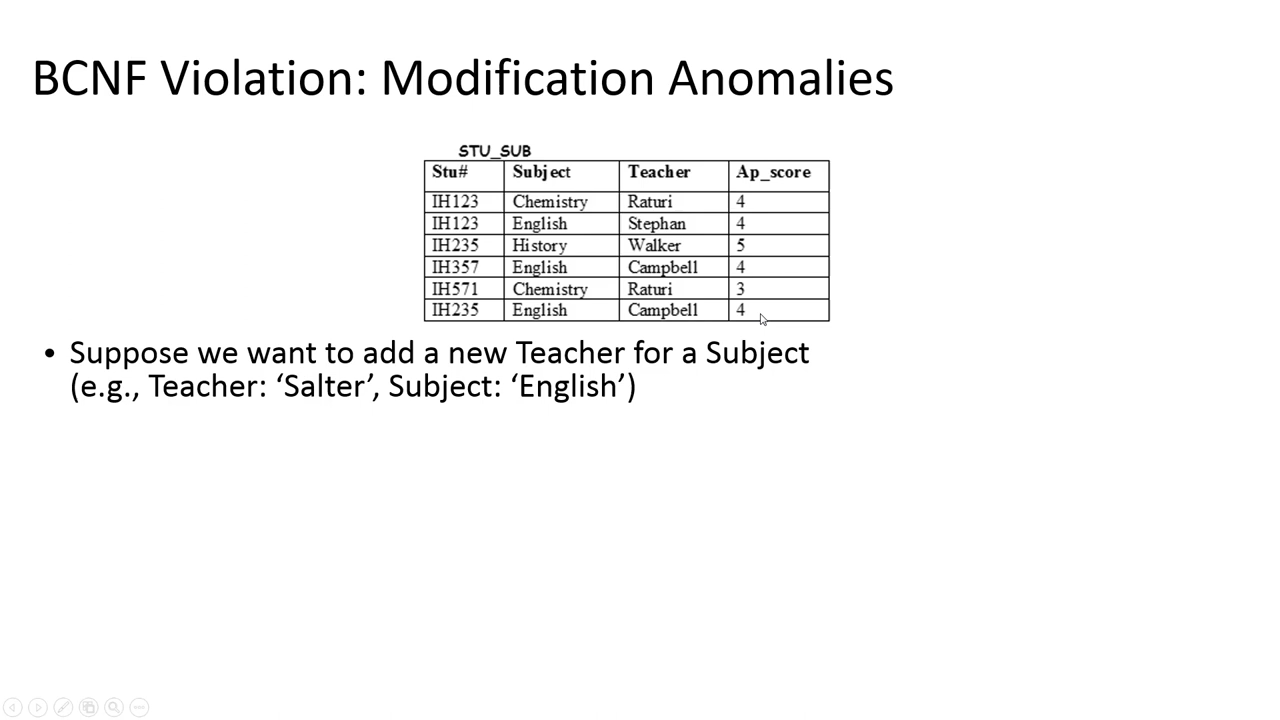 BCNF Violation: Modification Anomalies
STU_SUB
Stu# Subject Teacher Ap_score
IH123 Chemistry Raturi 4
IH123 English Stephan 4
IH235 History Walker 5
IH357 English Campbell 4
IH571 Chemistry Raturi 3
IH235 English Campbell 4
• Suppose we want to add a new Teacher for a Subject
(e.g., Teacher: ‘Salter’, Subject: ‘English’)